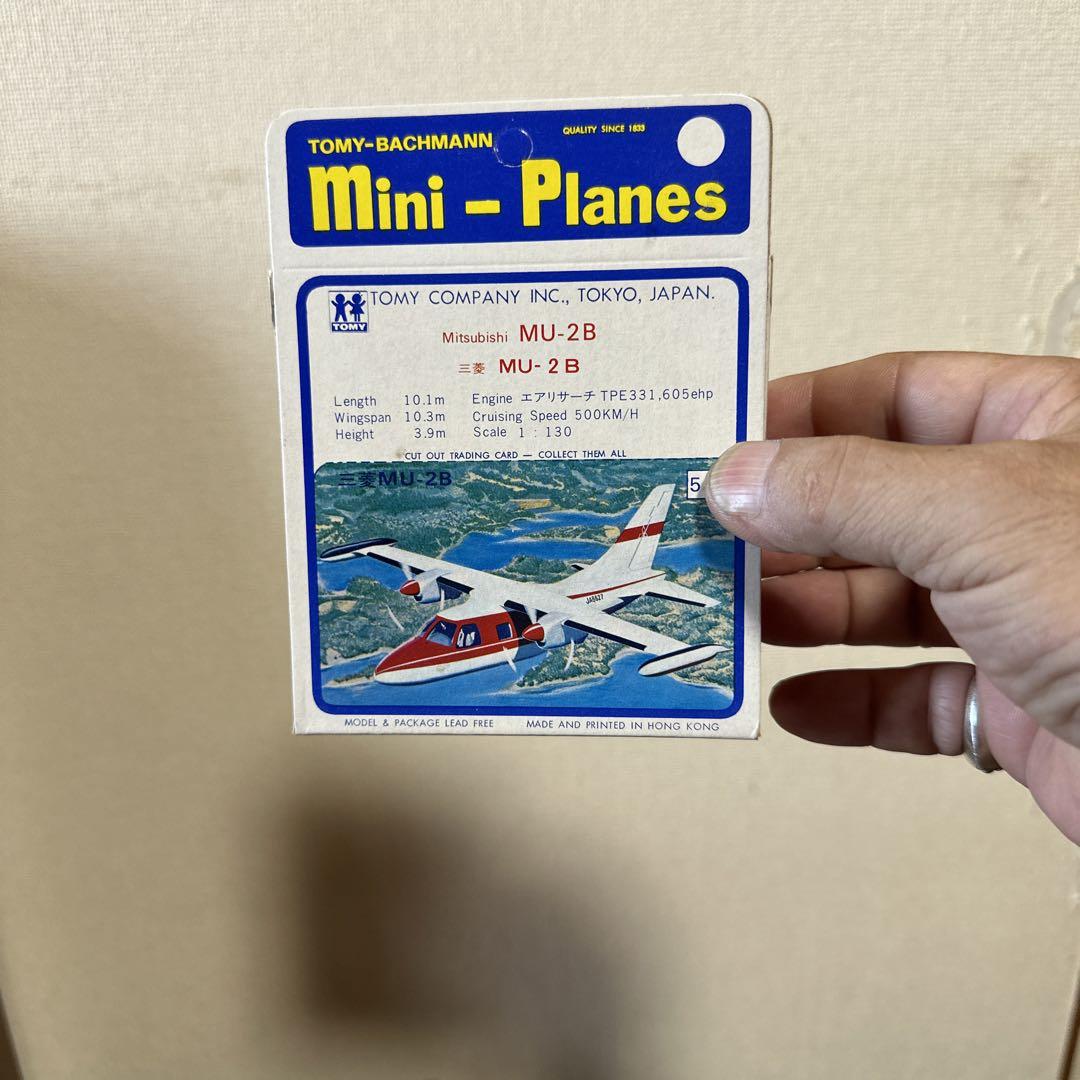 TOMY-BACHMANN
QUALITY SINCE 1833
mini - Planes
TOMY COMPANY INC., TOKYO, JAPAN.
TOMY
Mitsubishi MU-2B
三菱 MU-2B
Length 10.1m Engine エアリサーチ TPE331,605ehp
Wingspan 10.3m Cruising Speed 500KM/H
Height 3.9m Scale 1 : 130
CUT OUT TRADING CARD — COLLECT THEM ALL
三菱MU-2B
MODEL & PACKAGE LEAD FREE MADE AND PRINTED IN HONG KONG